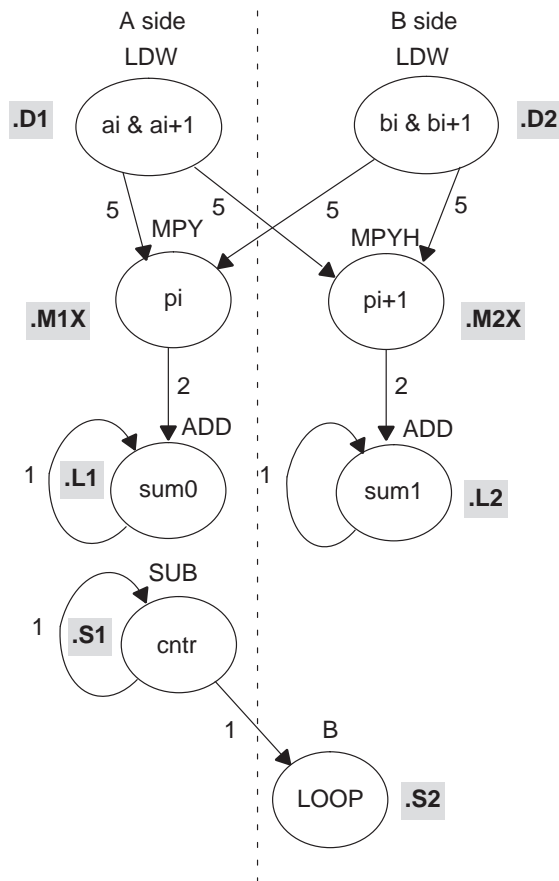 A side
B side
LDW
LDW
.D1
ai & ai+1
bi & bi+1
.D2
5
5
5
5
MPY
MPYH
.M1X
pi
pi+1
.M2X
2
2
ADD
ADD
1
.L1
sum0
1
sum1
.L2
SUB
1
.S1
cntr
1
B
LOOP
.S2